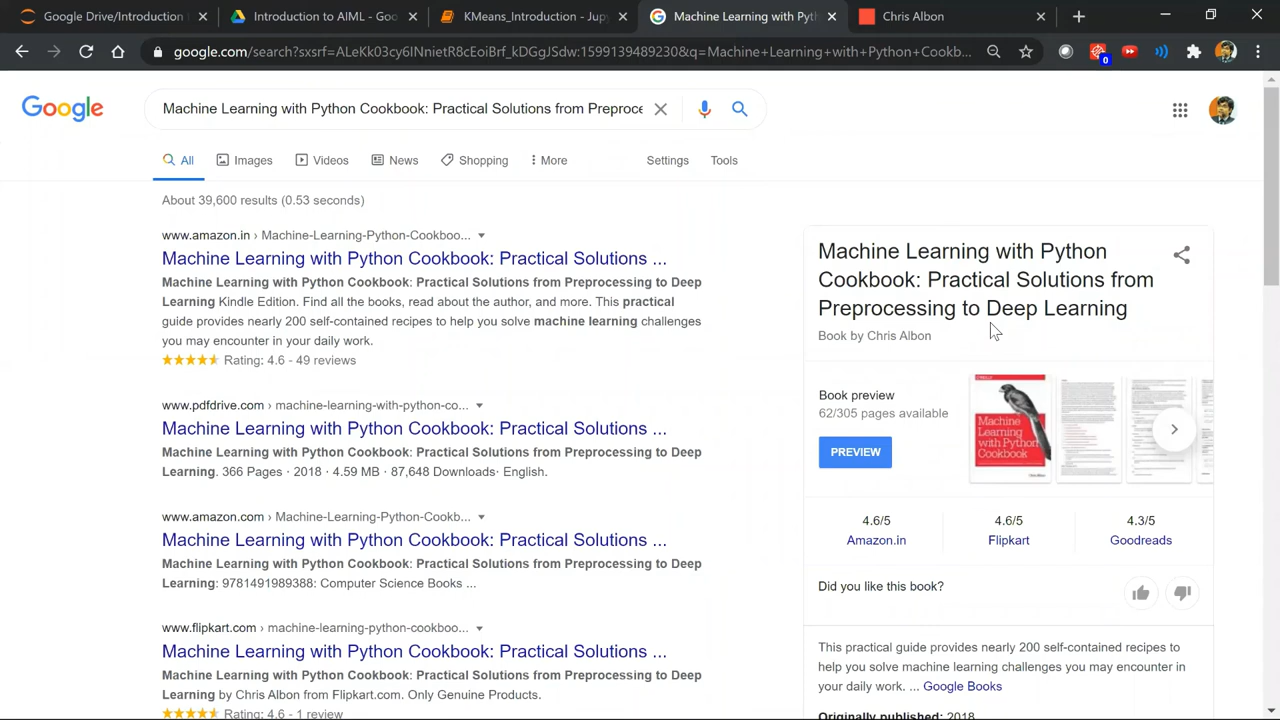 Google Drive/Introduction
Introduction to AIML - Goo
KMeans_Introduction - Jup
Machine Learning with Pyt
Chris Albon
google.com/search?sxsrf=ALeKk03cy6INnietR8cEoiBrf_kDGgJsdw:1599139489230&q=Machine+Learning+with+Python+Cookb...
0
Google
Machine Learning with Python Cookbook: Practical Solutions from Preproce
All
Images
Videos
News
Shopping
More
Settings
Tools
About 39,600 results (0.53 seconds)
www.amazon.in › Machine-Learning-Python-Cookboo...
Machine Learning with Python Cookbook: Practical Solutions ...
Machine Learning with Python Cookbook: Practical Solutions from Preprocessing to Deep
Learning Kindle Edition. Find all the books, read about the author, and more. This practical
guide provides nearly 200 self-contained recipes to help you solve machine learning challenges
you may encounter in your daily work.
Rating: 4.6 - 49 reviews
www.pdfdrive.com › machine-learning-with-python-co...
Machine Learning with Python Cookbook: Practical Solutions ...
Machine Learning with Python Cookbook: Practical Solutions from Preprocessing to Deep
Learning. 366 Pages · 2018 · 4.59 MB · 87,648 Downloads· English.
www.amazon.com › Machine-Learning-Python-Cookb...
Machine Learning with Python Cookbook: Practical Solutions ...
Machine Learning with Python Cookbook: Practical Solutions from Preprocessing to Deep
Learning: 9781491989388: Computer Science Books ...
www.flipkart.com › machine-learning-python-cookboo...
Machine Learning with Python Cookbook: Practical Solutions ...
Machine Learning with Python Cookbook: Practical Solutions from Preprocessing to Deep
Learning by Chris Albon from Flipkart.com. Only Genuine Products.
Rating: 4.6 - 1 review
Machine Learning with Python
Cookbook: Practical Solutions from
Preprocessing to Deep Learning
Book by Chris Albon
Book preview
pages available
PREVIEW
Machine
Learning
with Python
Cookbook
4.6/5
Amazon.in
4.6/5
Flipkart
4.3/5
Goodreads
Did you like this book?
This practical guide provides nearly 200 self-contained recipes to
help you solve machine learning challenges you may encounter in
your daily work. ... Google Books
Originally published: 2018